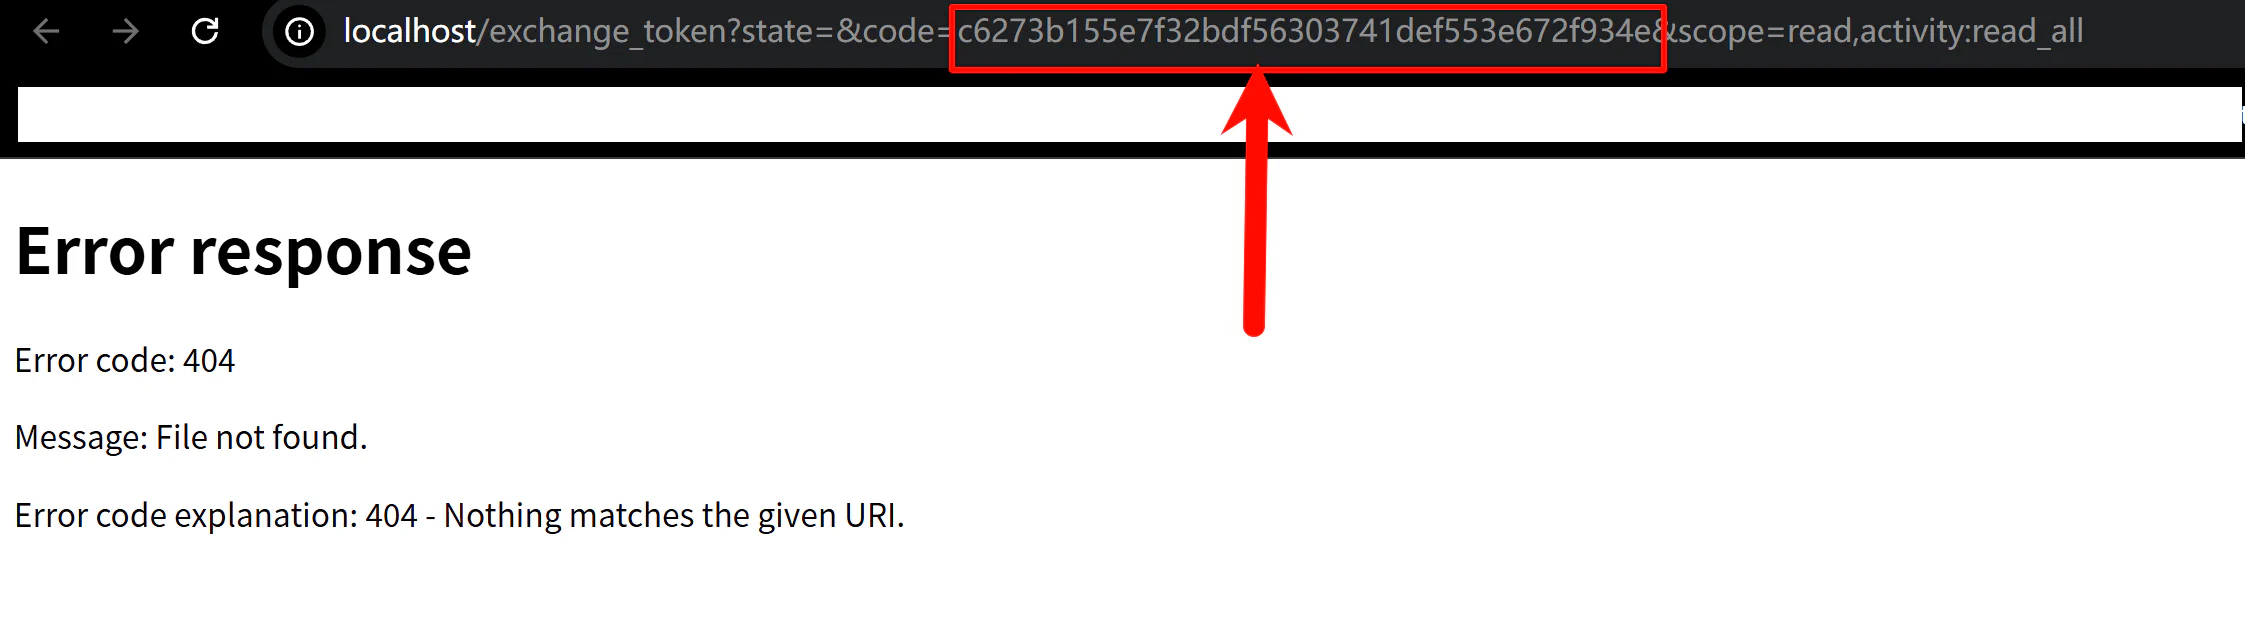 localhost/exchange_token?state=&code=c6273b155e7f32bdf56303741def553e672f934e&scope=read,activity:read_all
Error response
Error code: 404
Message: File not found.
Error code explanation: 404 - Nothing matches the given URI.